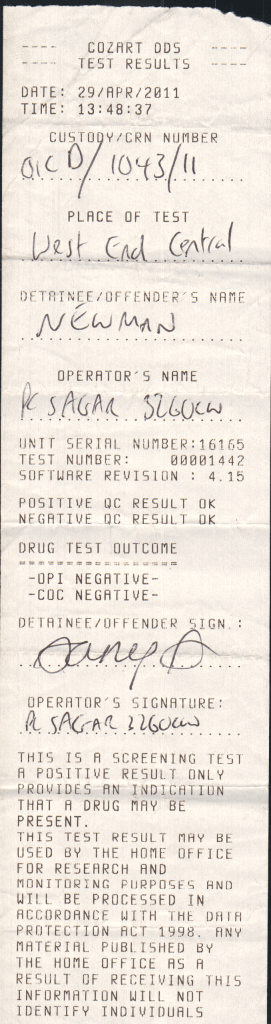 ---- COZART DDS ----
---- TEST RESULTS ----
DATE: 29/APR/2011
TIME: 13:48:37
CUSTODY/CRN NUMBER
01CD/1043/11
PLACE OF TEST
West End Central
DETAINEE/OFFENDER'S NAME
NEWMAN
OPERATOR'S NAME
PC SAGAR 326OCW
UNIT SERIAL NUMBER:16165
TEST NUMBER: 00001442
SOFTWARE REVISION : 4.15
POSITIVE QC RESULT OK
NEGATIVE QC RESULT OK
DRUG TEST OUTCOME
==================
-OPI NEGATIVE-
-COC NEGATIVE-
DETAINEE/OFFENDER SIGN.:
OPERATOR'S SIGNATURE:
PC SAGAR 326OCW
THIS IS A SCREENING TEST
A POSITIVE RESULT ONLY
PROVIDES AN INDICATION
THAT A DRUG MAY BE
PRESENT.
THIS TEST RESULT MAY BE
USED BY THE HOME OFFICE
FOR RESEARCH AND
MONITORING PURPOSES AND
WILL BE PROCESSED IN
ACCORDANCE WITH THE DATA
PROTECTION ACT 1998. ANY
MATERIAL PUBLISHED BY
THE HOME OFFICE AS A
RESULT OF RECEIVING THIS
INFORMATION WILL NOT
IDENTIFY INDIVIDUALS